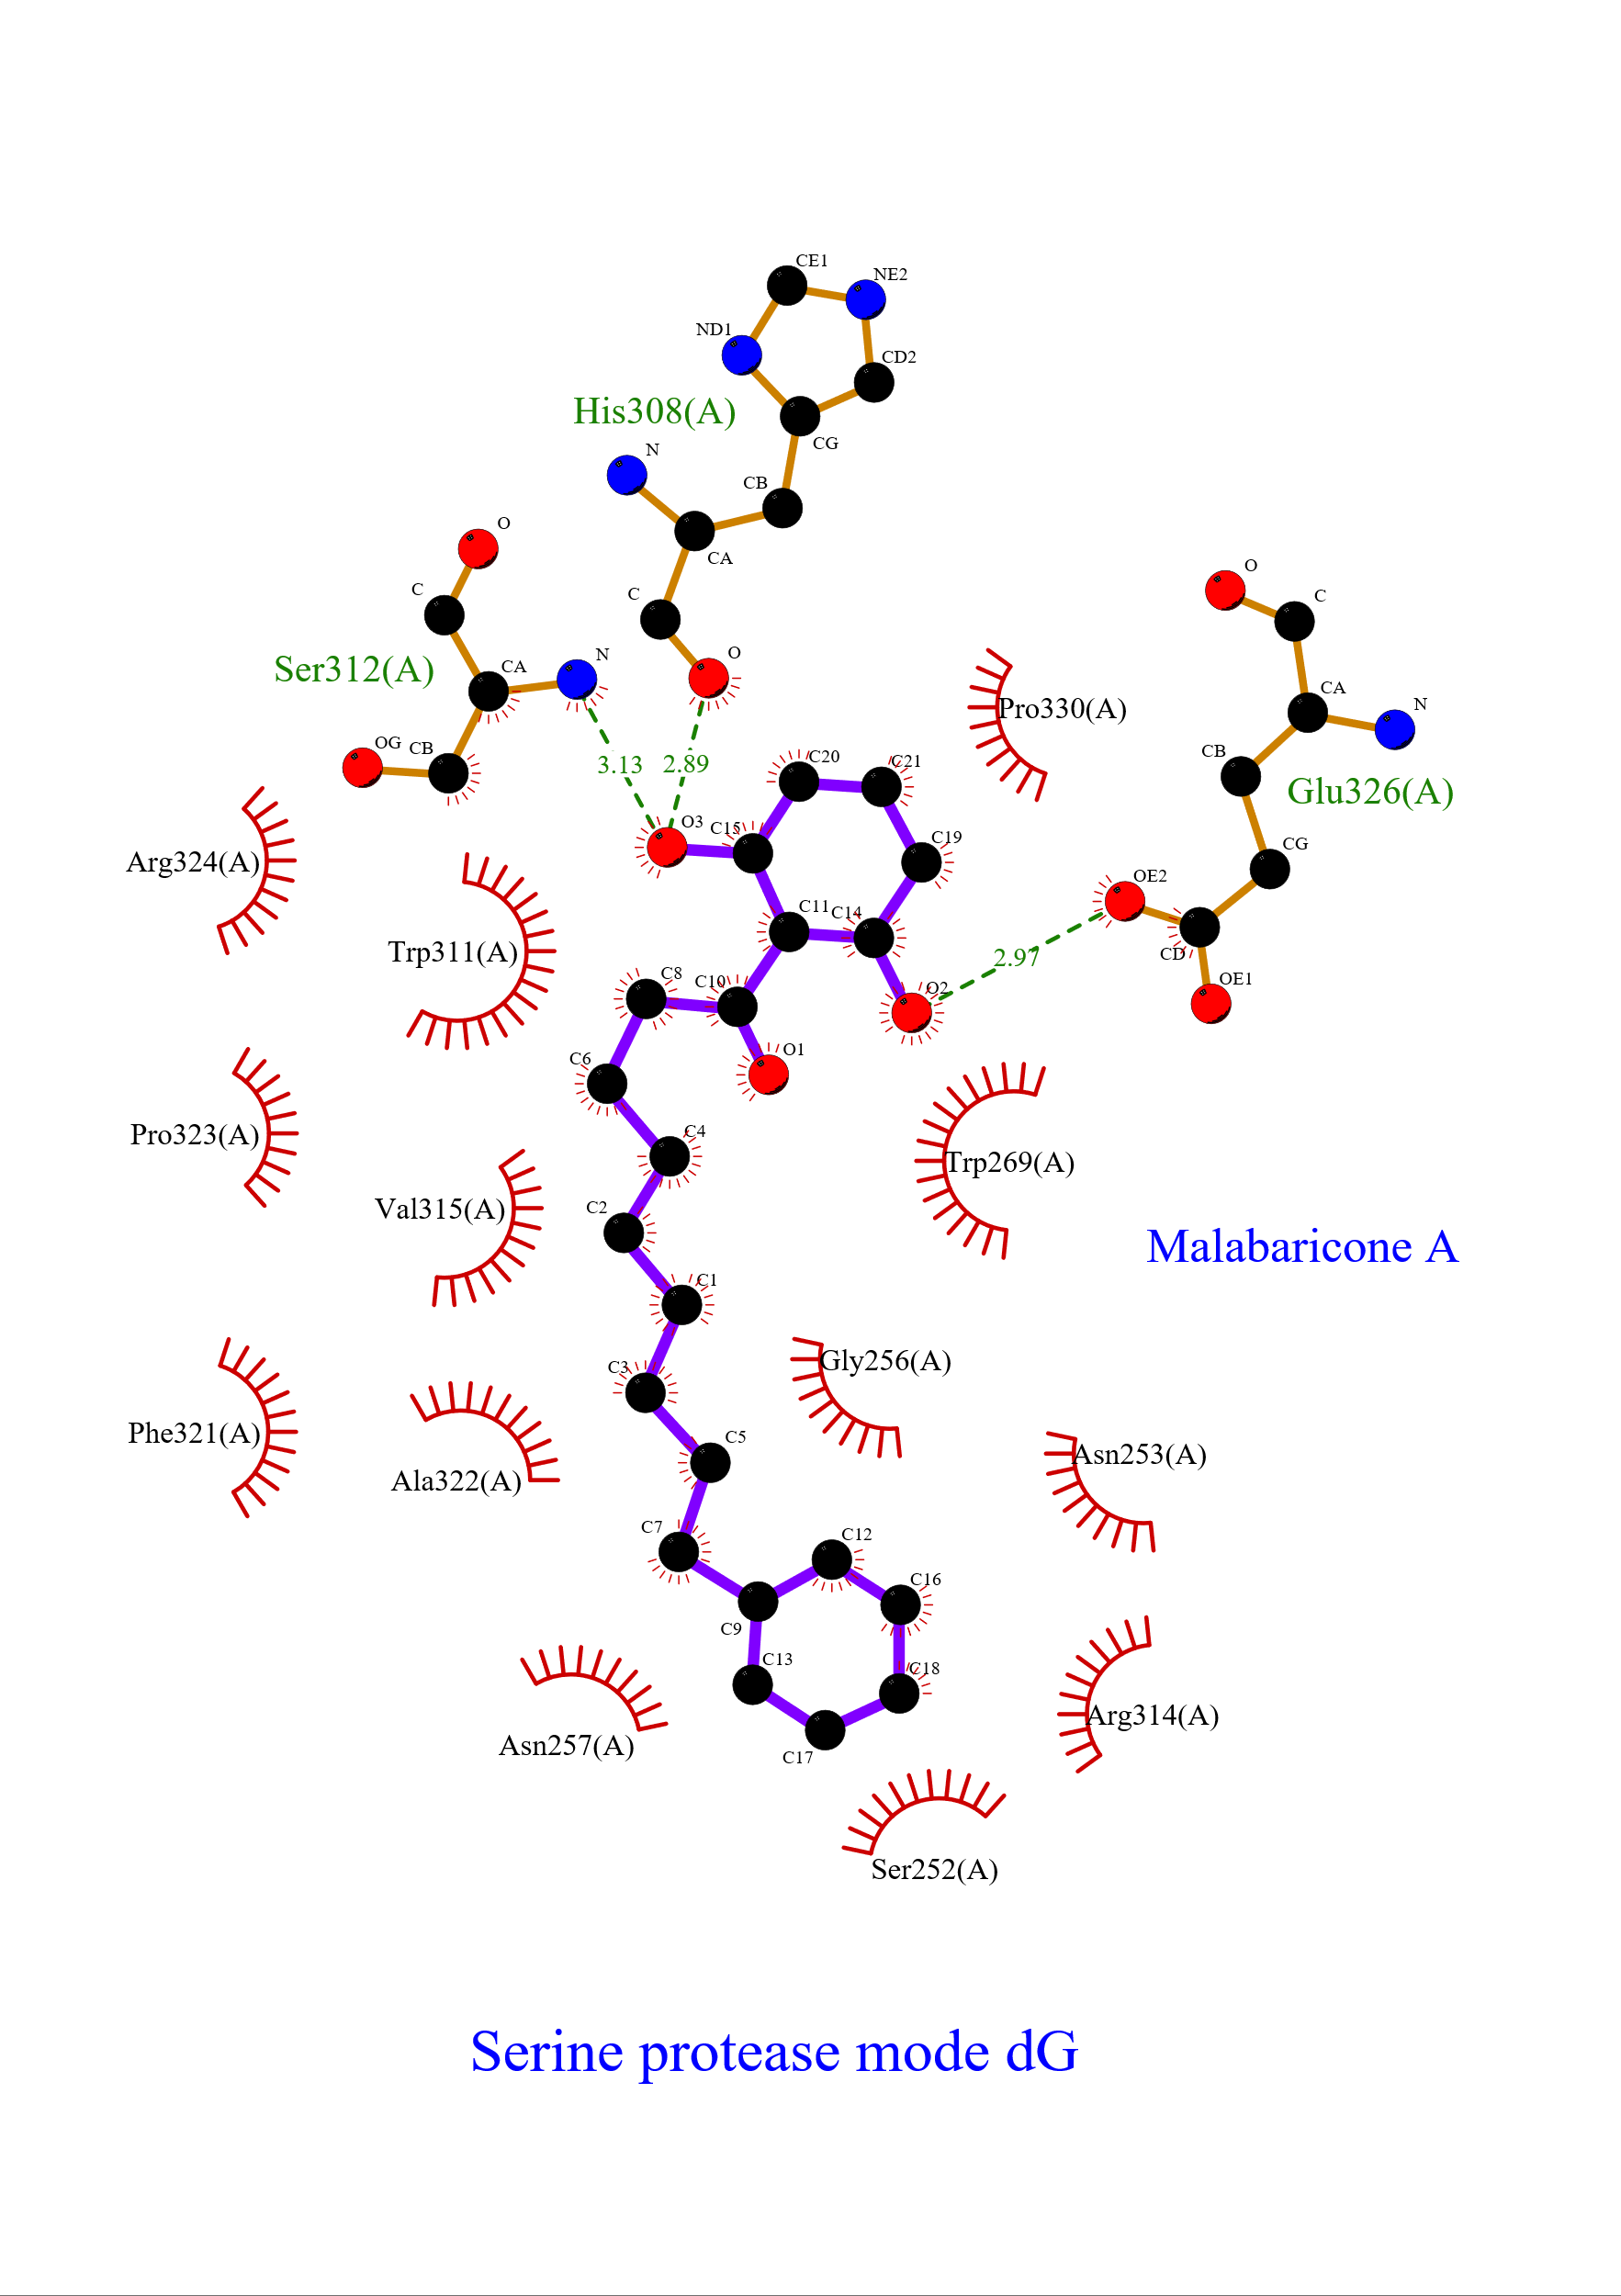 CE1
NE2
ND1
CD2
His308(A)
CG
N
CB
O
CA
O
C
C
C
Ser312(A)
CA
N
O
CA
Pro330(A)
N
OG
CB
CB
C20
3.13
2.89
C21
Glu326(A)
O3
C15
CG
C19
Arg324(A)
OE2
C11
C14
Trp311(A)
CD
2.97
C8
C10
O2
OE1
O1
C6
C4
Pro323(A)
Trp269(A)
Val315(A)
C2
Malabaricone A
C1
C3
Gly256(A)
Phe321(A)
C5
Asn253(A)
Ala322(A)
C7
C12
C16
C9
C13
C18
Arg314(A)
Asn257(A)
C17
Ser252(A)
Serine protease mode dG